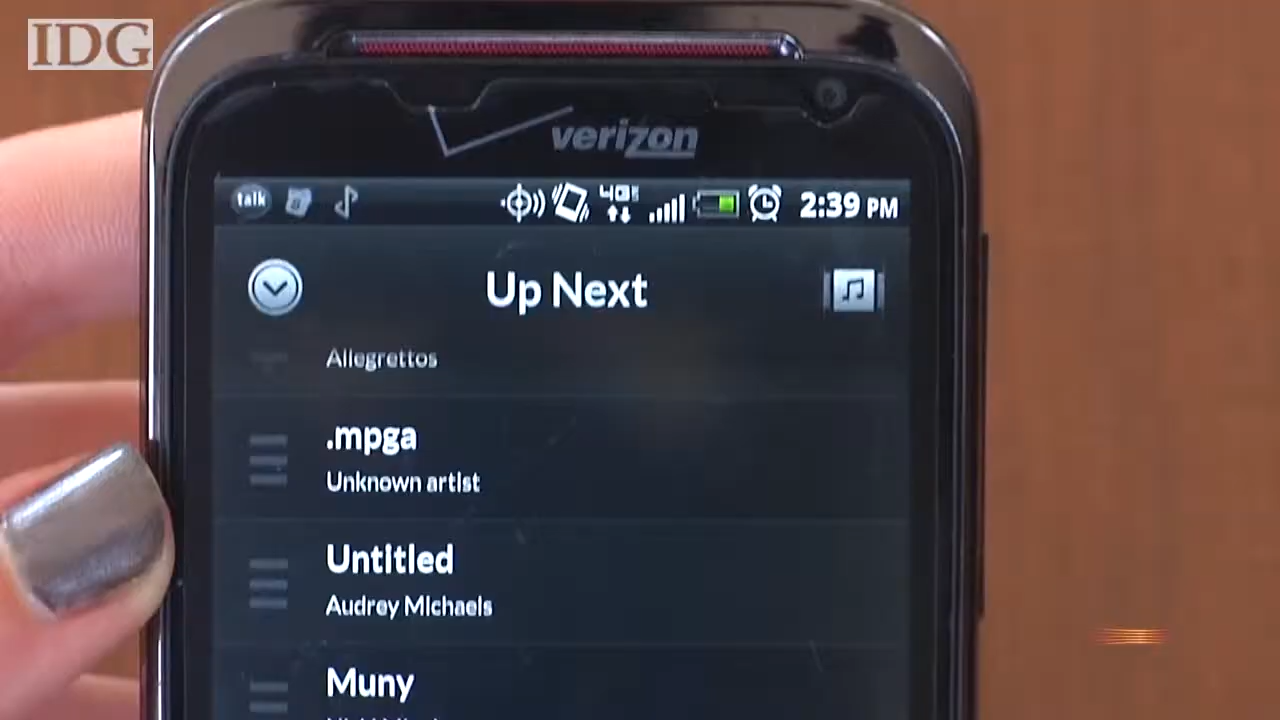 IDG
verizon
talk 4G 2:39 PM
Up Next
Allegrettos
.mpga
Unknown artist
Untitled
Audrey Michaels
Muny